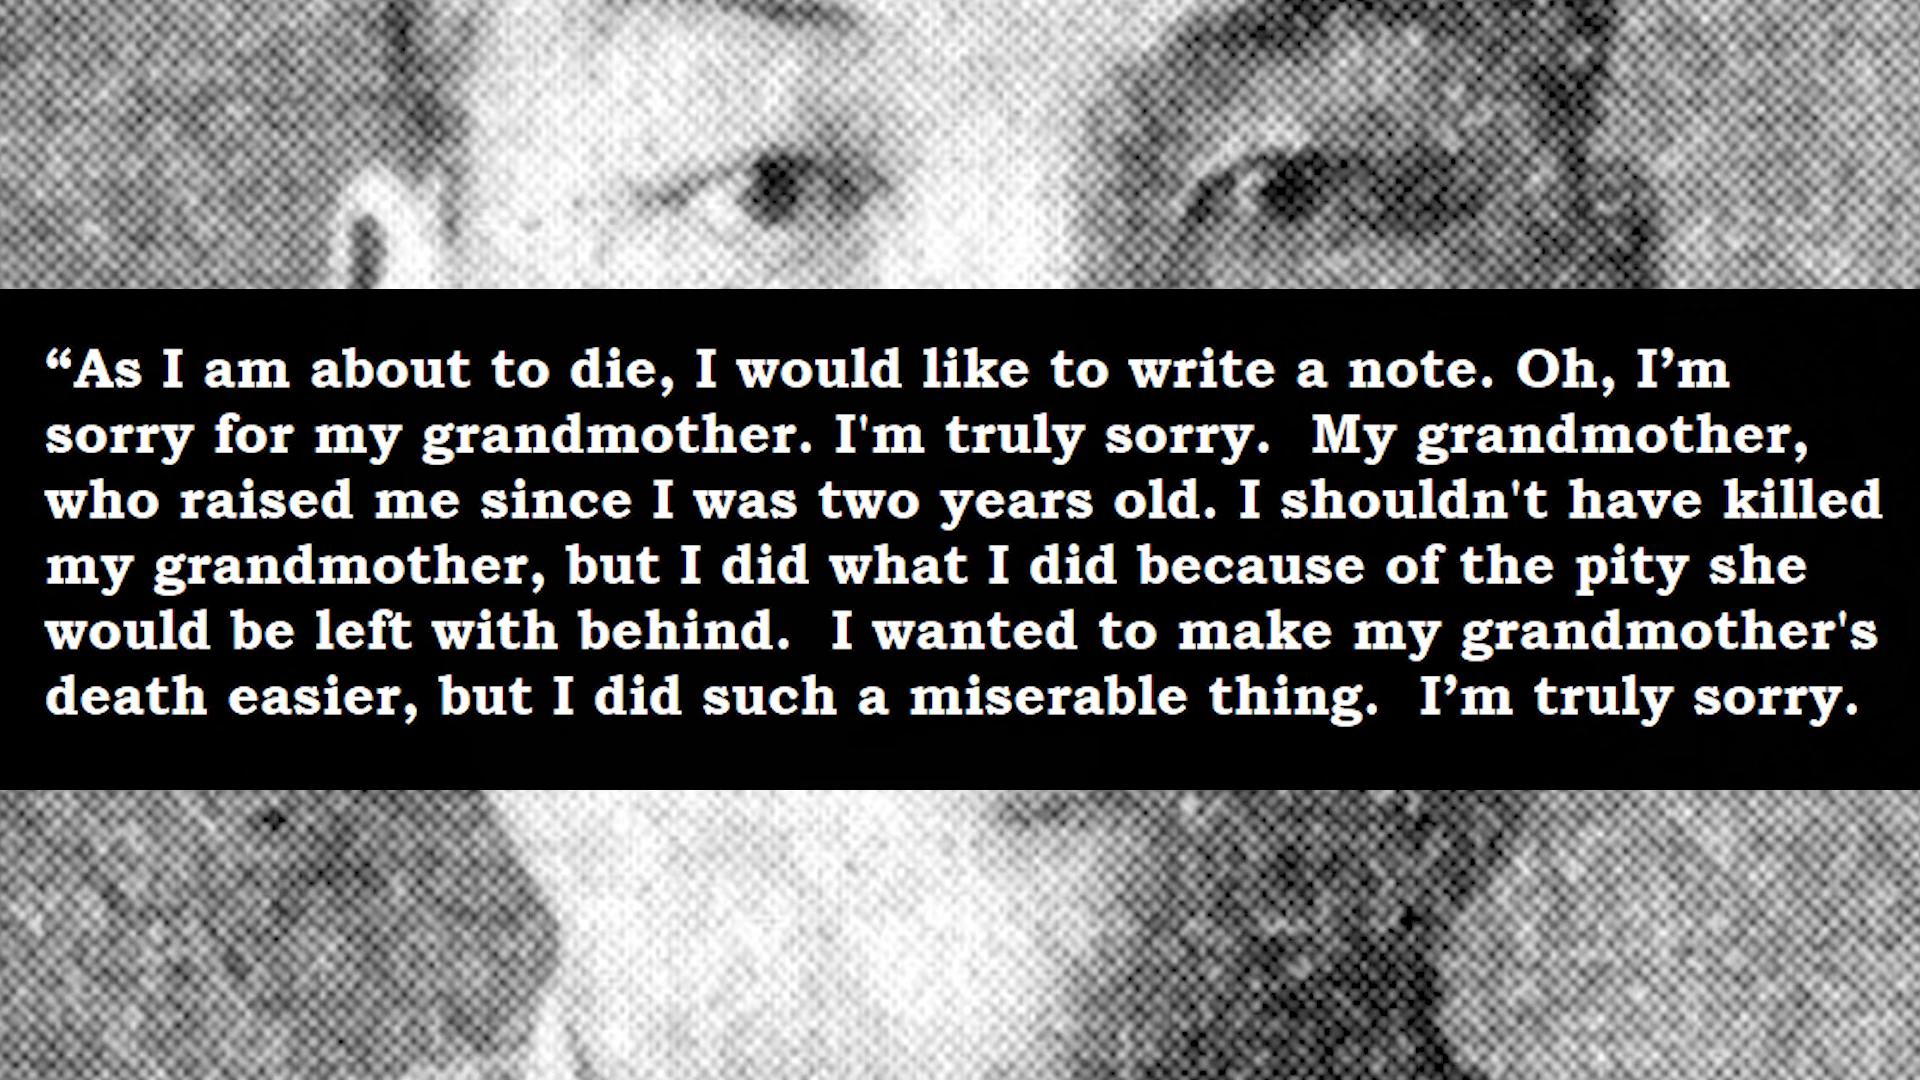 “As I am about to die, I would like to write a note. Oh, I’m
sorry for my grandmother. I'm truly sorry.  My grandmother,
who raised me since I was two years old. I shouldn't have killed
my grandmother, but I did what I did because of the pity she
would be left with behind.  I wanted to make my grandmother's
death easier, but I did such a miserable thing.  I’m truly sorry.